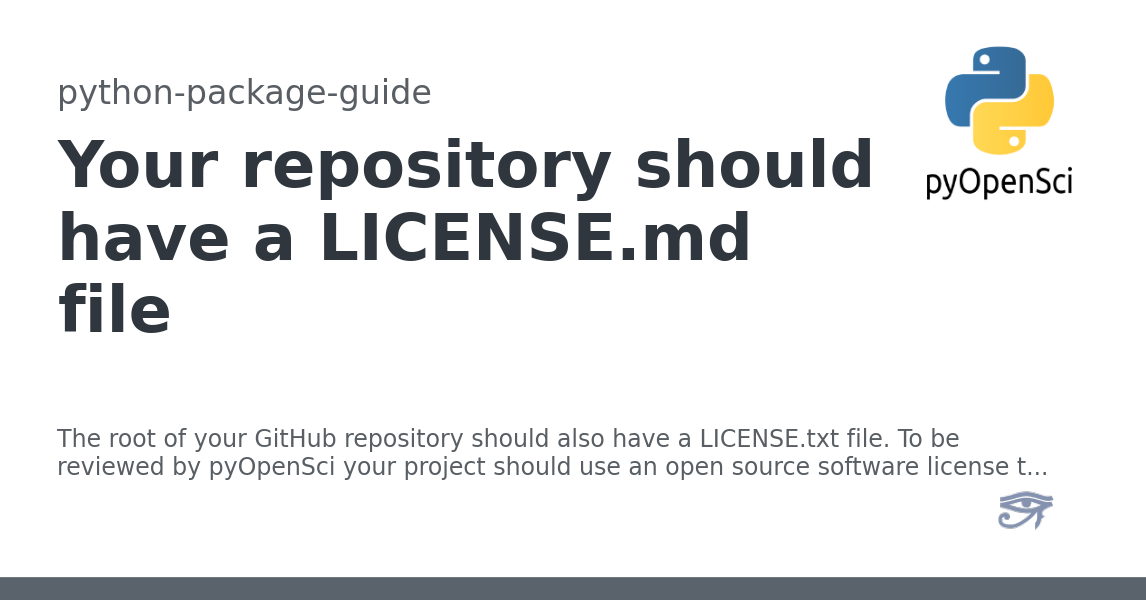 python-package-guide
Your repository should
have a LICENSE.md
file
pyOpenSci
The root of your GitHub repository should also have a LICENSE.txt file. To be
reviewed by pyOpenSci your project should use an open source software license t...